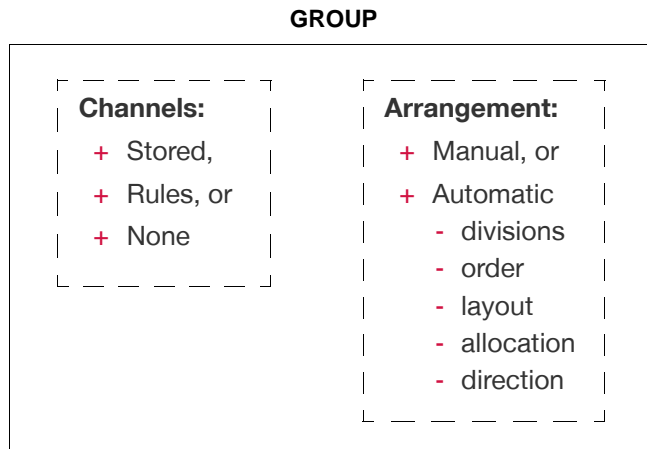 GROUP
Channels:
+ Stored,
+ Rules, or
+ None
Arrangement:
+ Manual, or
+ Automatic
- divisions
- order
- layout
- allocation
- direction